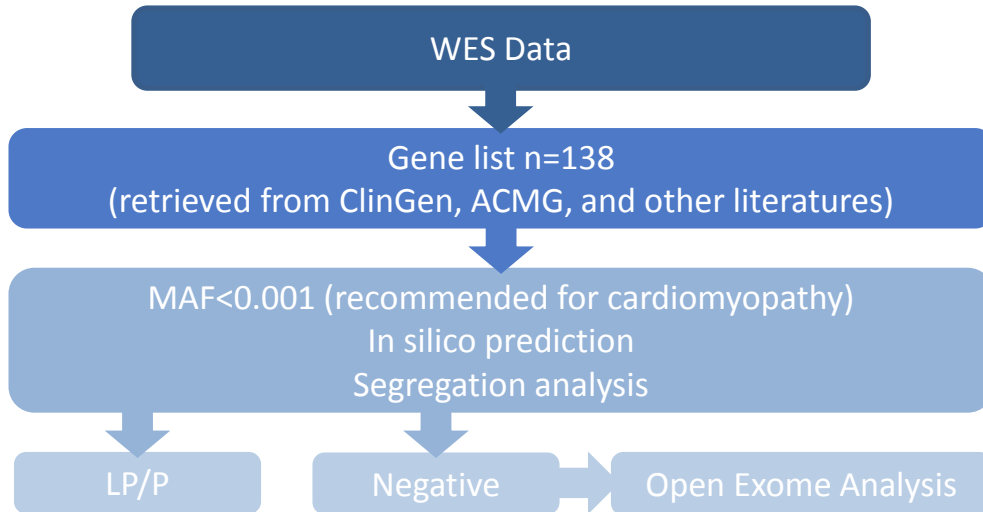 WES Data
Gene list n=138
(retrieved from ClinGen, ACMG, and other literatures)
MAF<0.001 (recommended for cardiomyopathy)
In silico prediction
Segregation analysis
LP/P
Negative
Open Exome Analysis